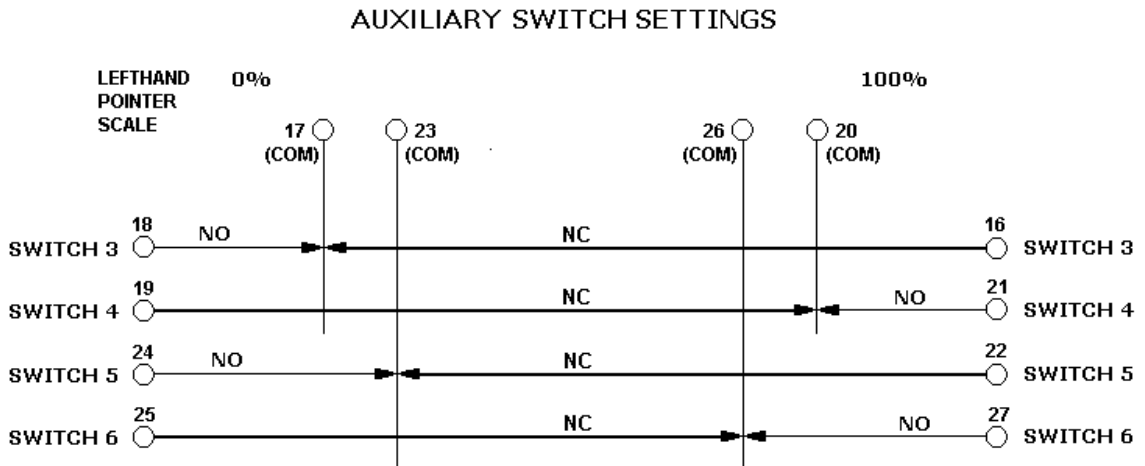 AUXILIARY SWITCH SETTINGS
LEFTHAND 0% 100%
POINTER
SCALE
17 23 26 20
(COM) (COM) (COM) (COM)
18 NO NC 16
SWITCH 3 SWITCH 3
19 NC NO 21
SWITCH 4 SWITCH 4
24 NO NC 22
SWITCH 5 SWITCH 5
25 NC NO 27
SWITCH 6 SWITCH 6